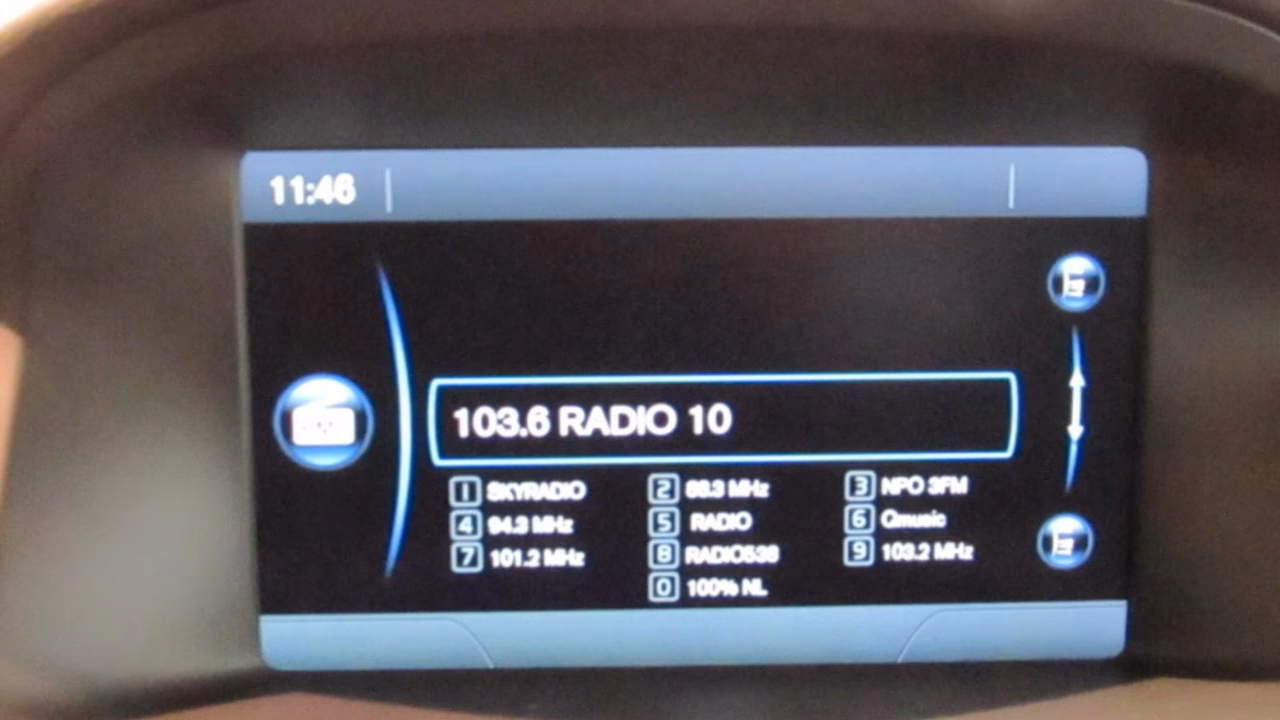 11:46
103.6 RADIO 10
1 SKYRADIO 2 88.3 MHz 3 NPO 3FM
4 94.3 MHz 5 RADIO 6 Qmusic
7 101.2 MHz 8 RADIO538 9 103.2 MHz
0 100% NL